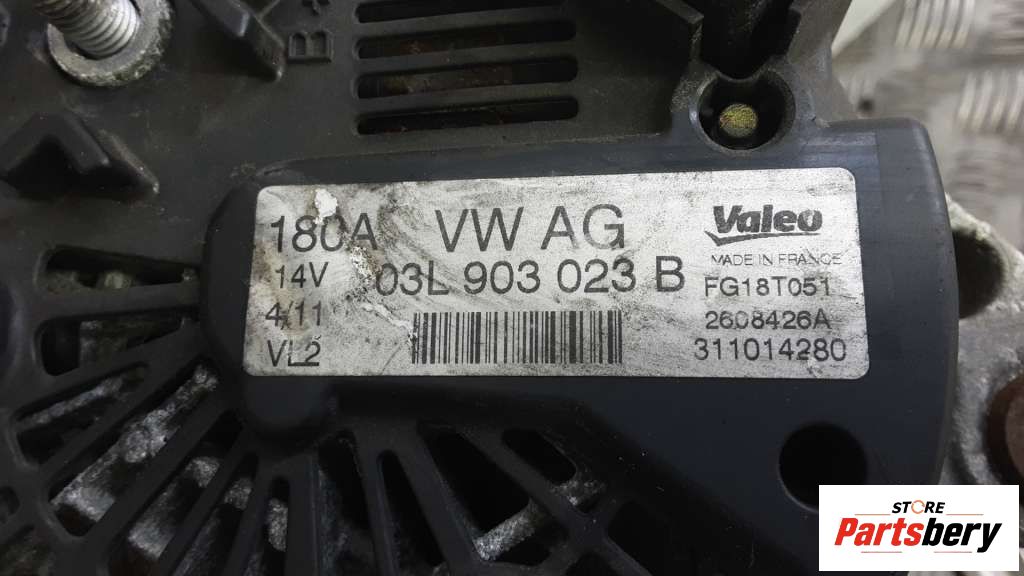 B+
180A VW AG Valeo
MADE IN FRANCE
14V 03L 903 023 B FG18T051
4/11 2608426A
VL2 311014280
STORE
Partsbery